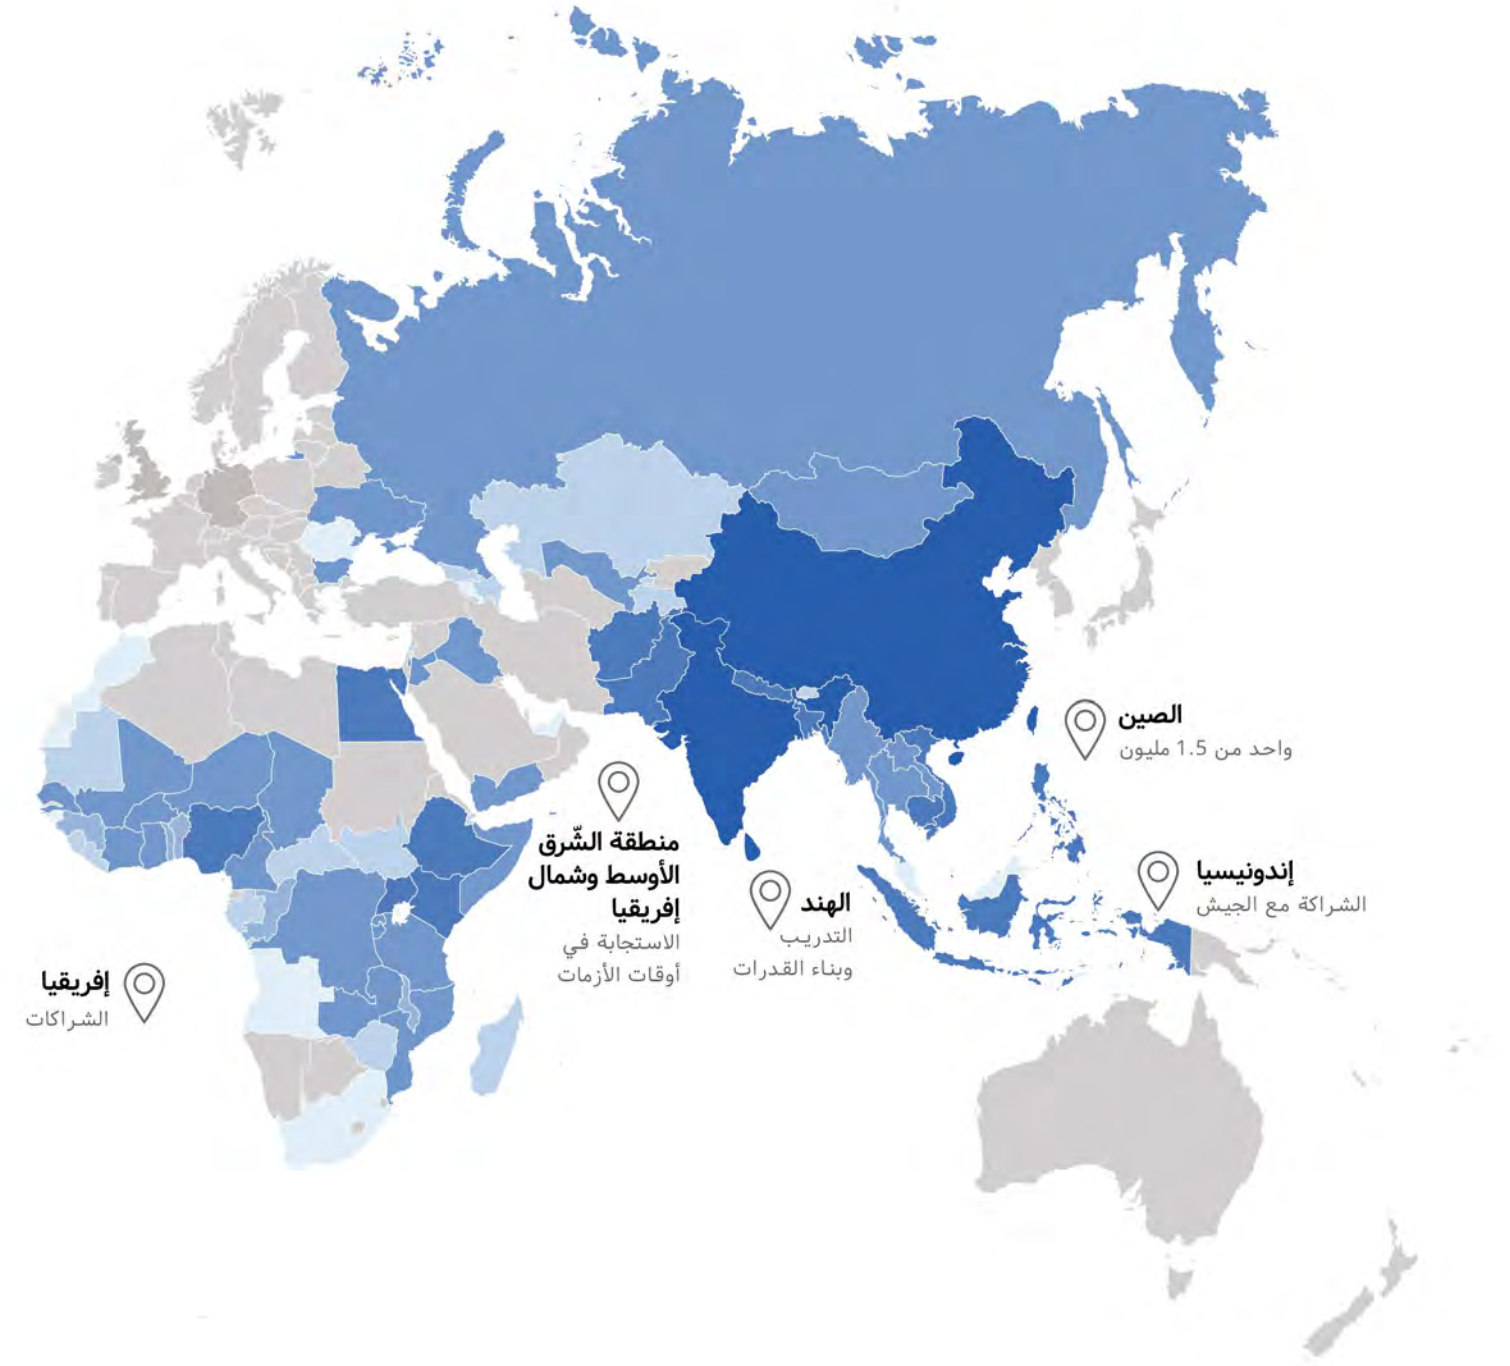 الصين
واحد من 1.5 مليون
منطقة الشّرق
الأوسط وشمال
إفريقيا
الاستجابة في
أوقات الأزمات
الهند
التدريب
وبناء القدرات
إندونيسيا
الشراكة مع الجيش
إفريقيا
الشراكات